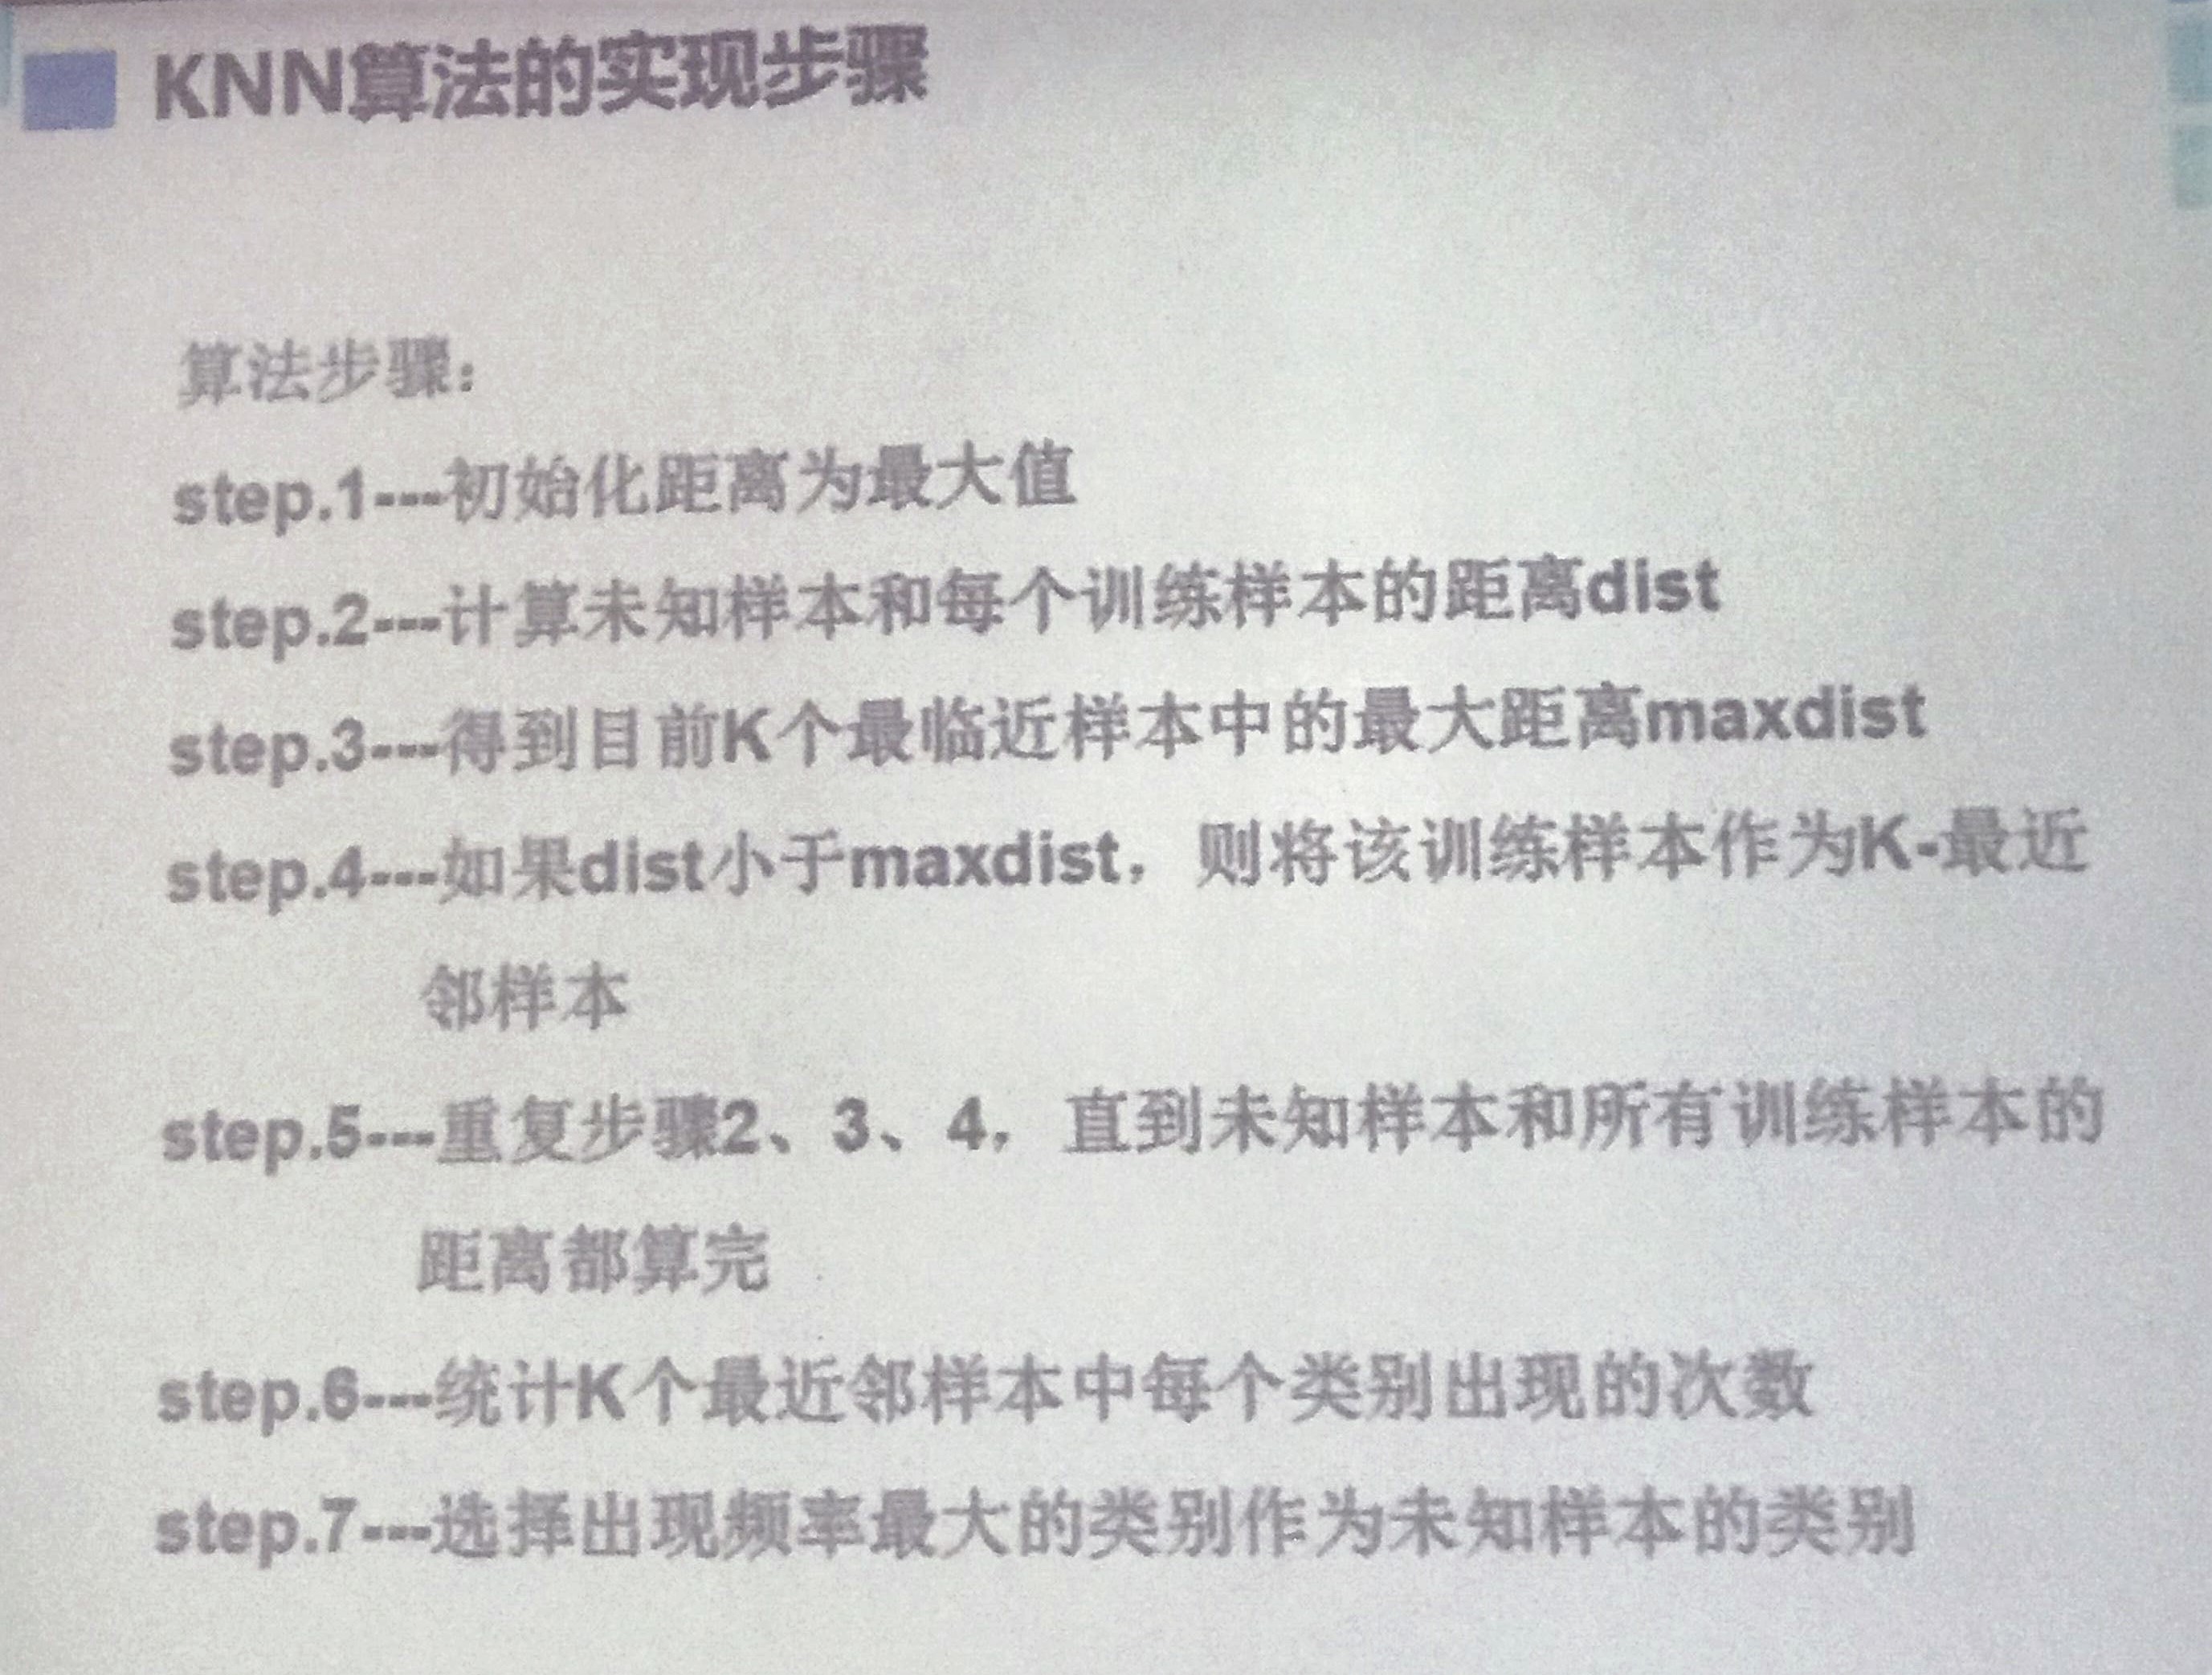 KNN算法的实现步骤
算法步骤：
step.1---初始化距离为最大值
step.2---计算未知样本和每个训练样本的距离dist
step.3---得到目前K个最临近样本中的最大距离maxdist
step.4---如果dist小于maxdist，则将该训练样本作为K-最近
邻样本
step.5---重复步骤2、3、4，直到未知样本和所有训练样本的
距离都算完
step.6---统计K个最近邻样本中每个类别出现的次数
step.7---选择出现频率最大的类别作为未知样本的类别